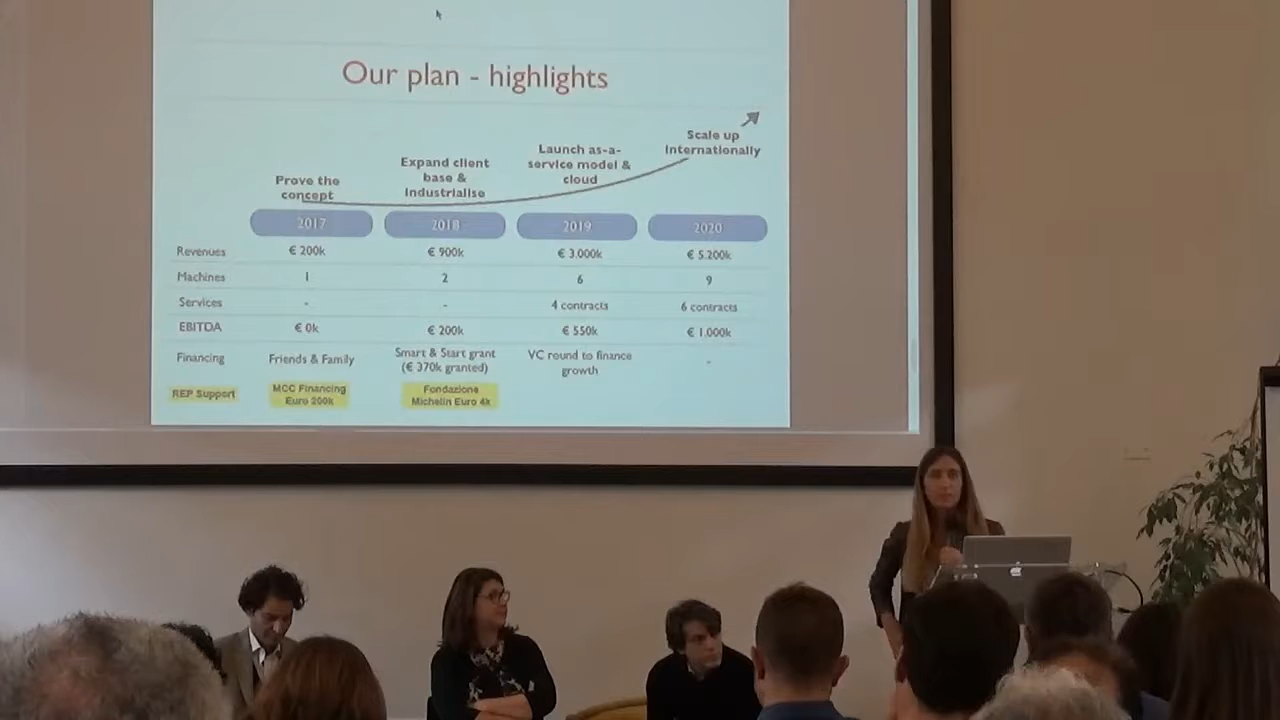 Our plan - highlights
Prove the
concept
Expand client
base &
Industrialise
Launch as-a-
service model &
cloud
Scale up
Internationally
2017 2018 2019 2020
Revenues € 200k € 900k € 3.000k € 5.200k
Machines 1 2 6 9
Services - - 4 contracts 6 contracts
EBITDA € 0k € 200k € 550k € 1.000k
Financing Friends & Family Smart & Start grant
(€ 370k granted) VC round to finance
growth -
REP Support MCC Financing
Euro 200k Fondazione
Michelin Euro 4k